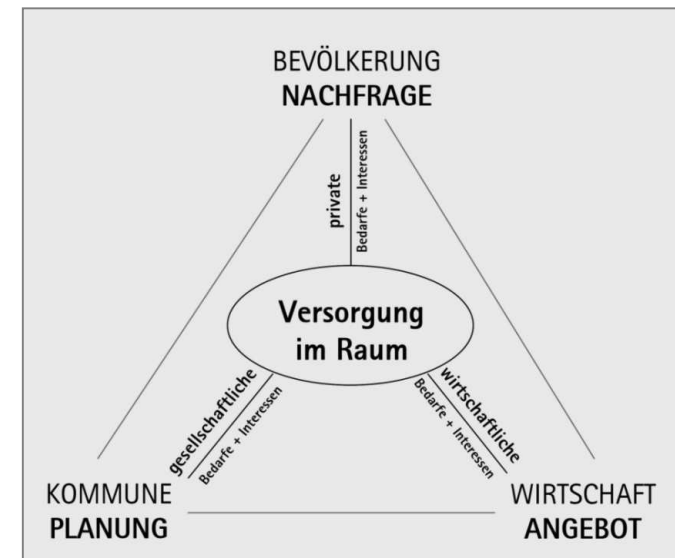 BEVÖLKERUNG
NACHFRAGE
private
Bedarfe + Interessen
Versorgung
im Raum
gesellschaftliche
Bedarfe + Interessen
wirtschaftliche
Bedarfe + Interessen
KOMMUNE
PLANUNG
WIRTSCHAFT
ANGEBOT